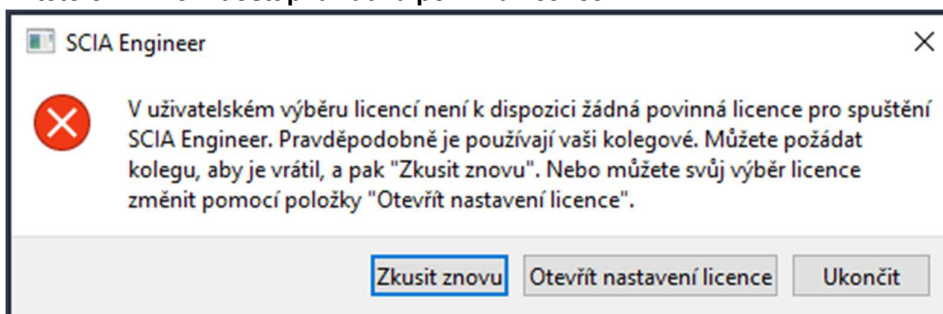 SCIA Engineer
V uživatelském výběru licencí není k dispozici žádná povinná licence pro spuštění
SCIA Engineer. Pravděpodobně je používají vaši kolegové. Můžete požádat
kolegu, aby je vrátil, a pak "Zkusit znovu". Nebo můžete svůj výběr licence
změnit pomocí položky "Otevřít nastavení licence".
Zkusit znovu Otevřít nastavení licence Ukončit